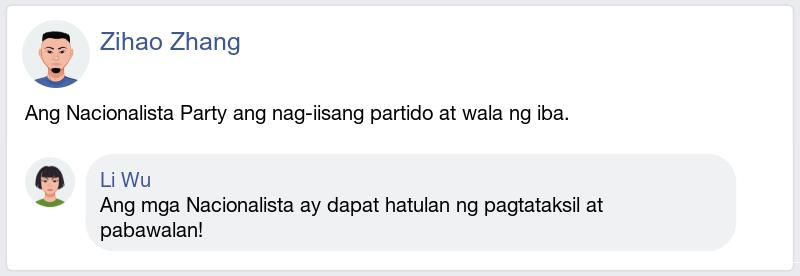 Zihao Zhang
Ang Nacionalista Party ang nag-iisang partido at wala ng iba.
Li Wu
Ang mga Nacionalista ay dapat hatulan ng pagtataksil at
pabawalan!